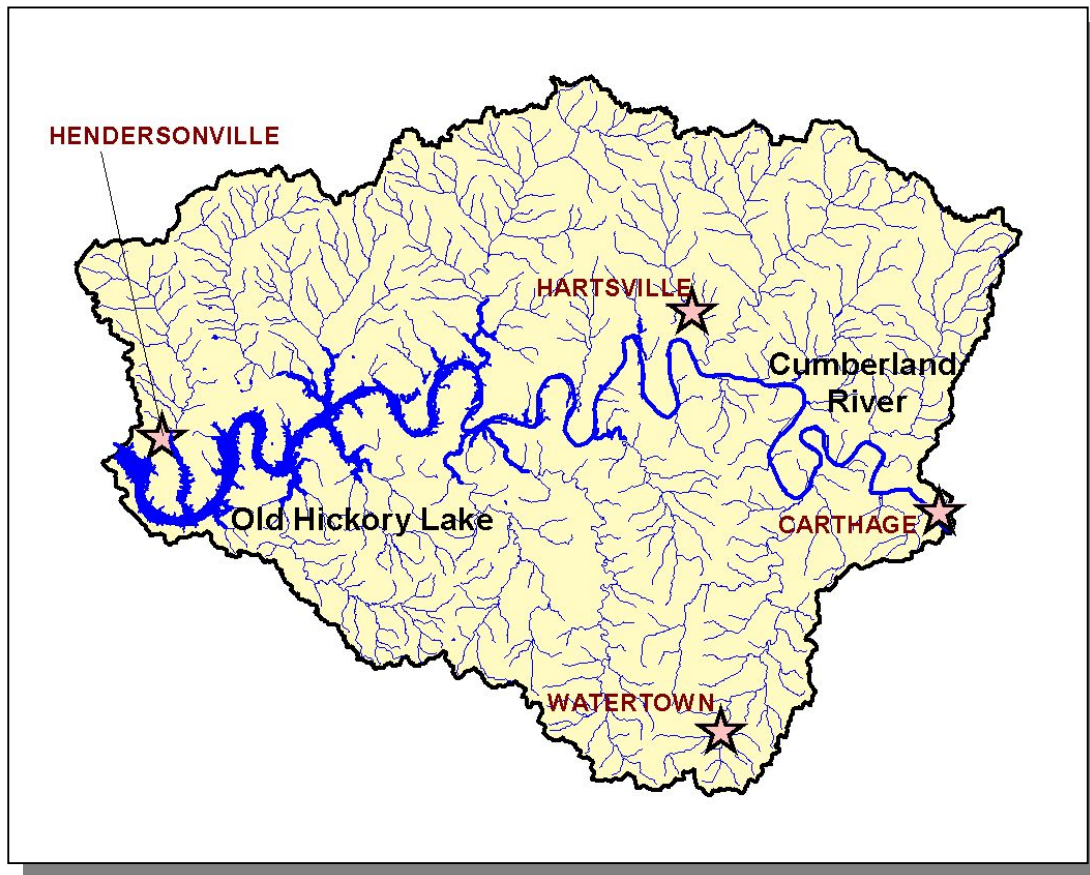 HENDERSONVILLE
HARTSVILLE
Cumberland
River
Old Hickory Lake
CARTHAGE
WATERTOWN